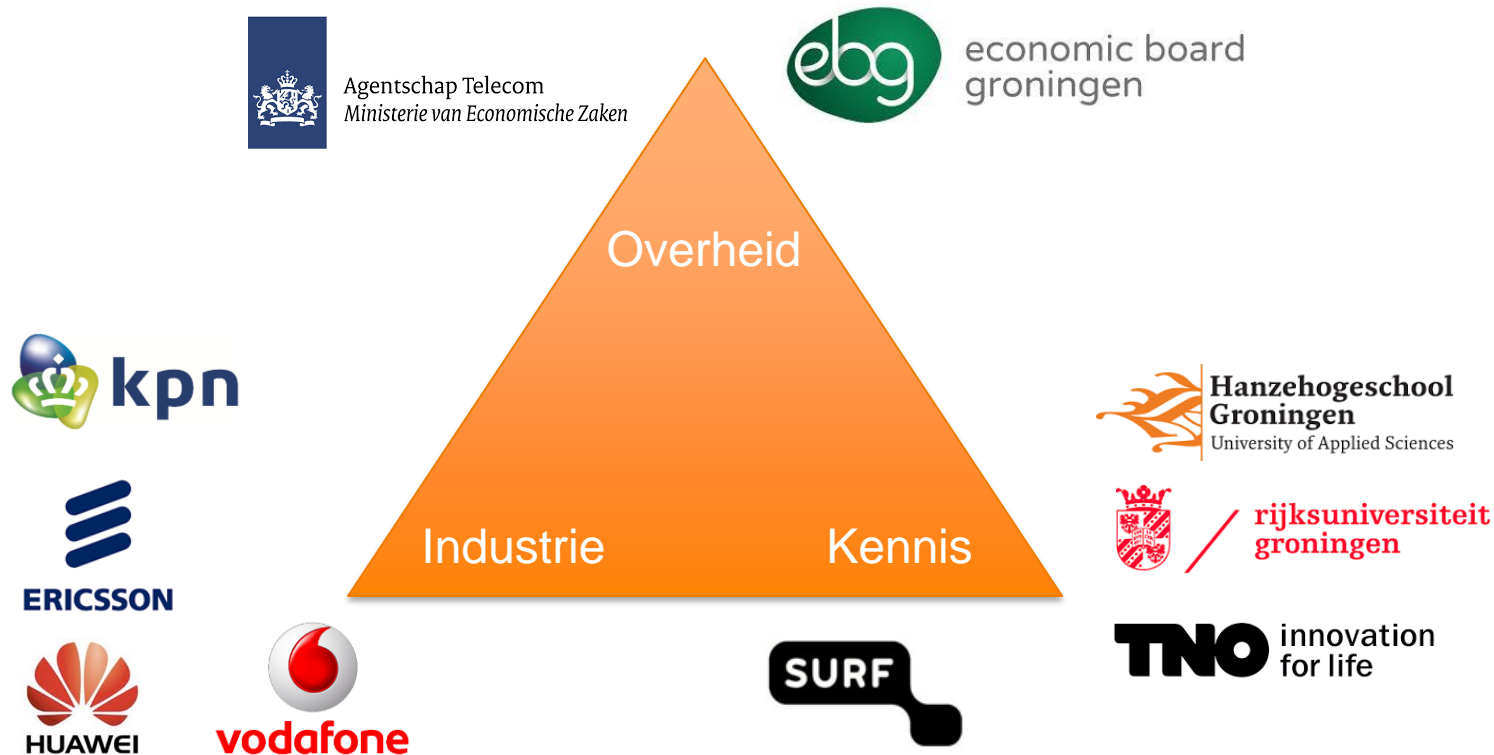 Agentschap Telecom
Ministerie van Economische Zaken
ebg
economic board
groningen
Overheid
kpn
Hanzehogeschool
Groningen
University of Applied Sciences
ERICSSON
Industrie
Kennis
rijksuniversiteit
groningen
HUAWEI
vodafone
SURF
TNO
innovation
for life